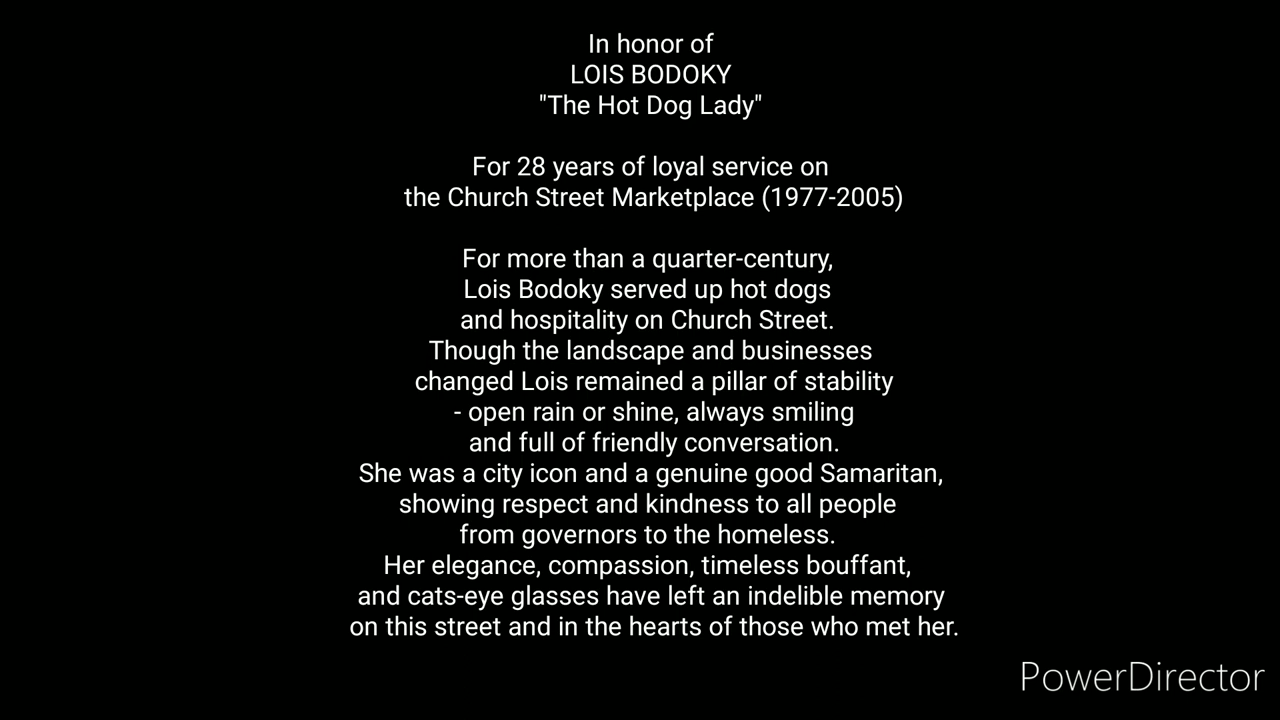 In honor of
LOIS BODOKY
"The Hot Dog Lady"
For 28 years of loyal service on
the Church Street Marketplace (1977-2005)
For more than a quarter-century,
Lois Bodoky served up hot dogs
and hospitality on Church Street.
Though the landscape and businesses
changed Lois remained a pillar of stability
- open rain or shine, always smiling
and full of friendly conversation.
She was a city icon and a genuine good Samaritan,
showing respect and kindness to all people
from governors to the homeless.
Her elegance, compassion, timeless bouffant,
and cats-eye glasses have left an indelible memory
on this street and in the hearts of those who met her.
PowerDirector